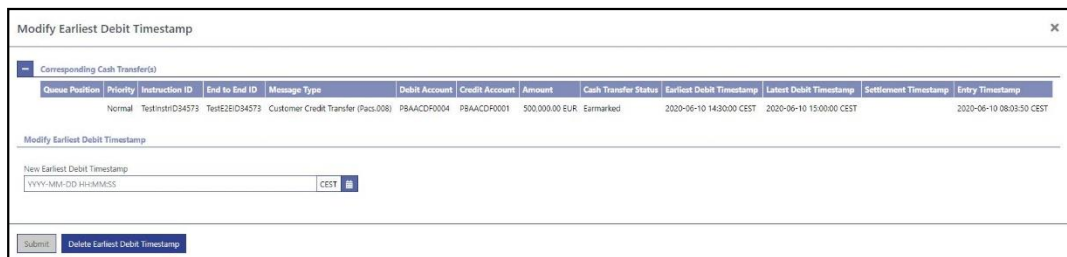 Modify Earliest Debit Timestamp ×
− Corresponding Cash Transfer(s)
Queue Position Priority Instruction ID End to End ID Message Type Debit Account Credit Account Amount Cash Transfer Status Earliest Debit Timestamp Latest Debit Timestamp Settlement Timestamp Entry Timestamp
Normal TestInstrID34573 TestE2EID34573 Customer Credit Transfer (Pacs.008) PBAACDF0004 PBAACDF0001 500,000.00 EUR Earmarked 2020-06-10 14:30:00 CEST 2020-06-10 15:00:00 CEST 2020-06-10 08:03:50 CEST
Modify Earliest Debit Timestamp
New Earliest Debit Timestamp
YYYY-MM-DD HH:MM:SS CEST
Submit Delete Earliest Debit Timestamp